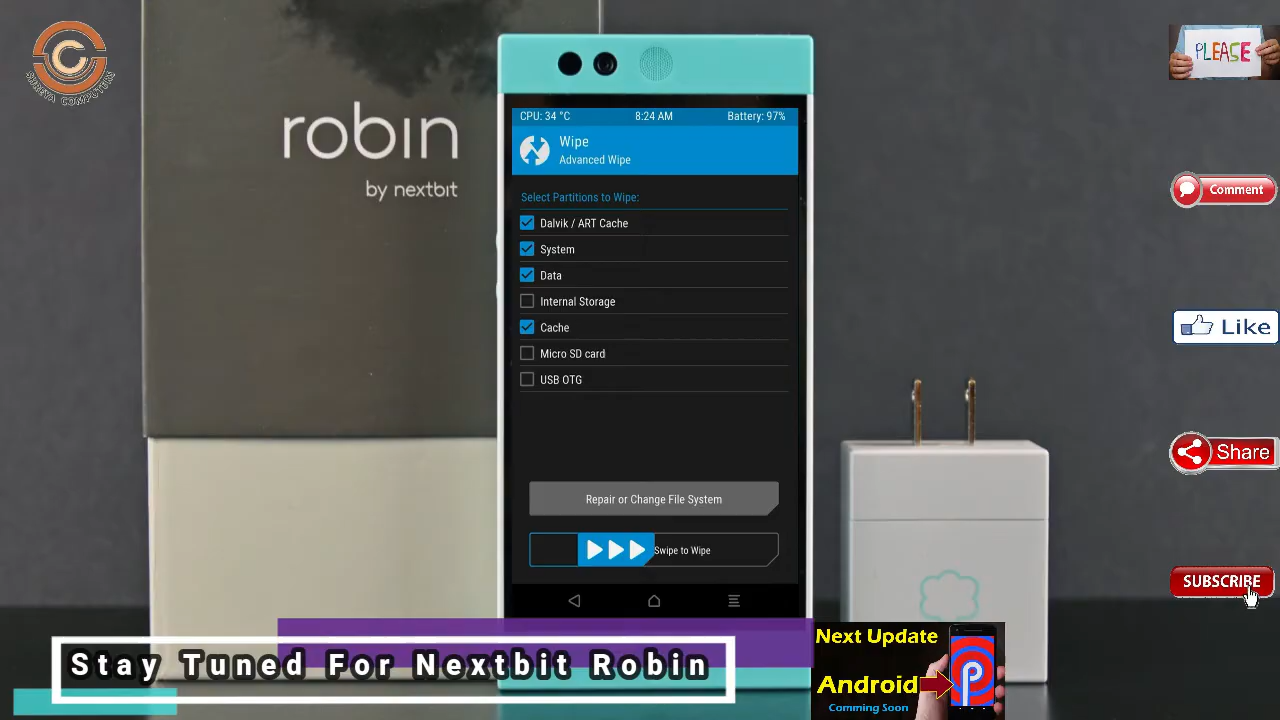 SHREYA COMPUTERS
robin
by nextbit
CPU: 34 °C
8:24 AM
Battery: 97%
Wipe
Advanced Wipe
Select Partitions to Wipe:
Dalvik / ART Cache
System
Data
Internal Storage
Cache
Micro SD card
USB OTG
Repair or Change File System
Swipe to Wipe
PLEASE
Comment
Like
Share
SUBSCRIBE
Stay Tuned For Nextbit Robin
Next Update
Android
Comming Soon